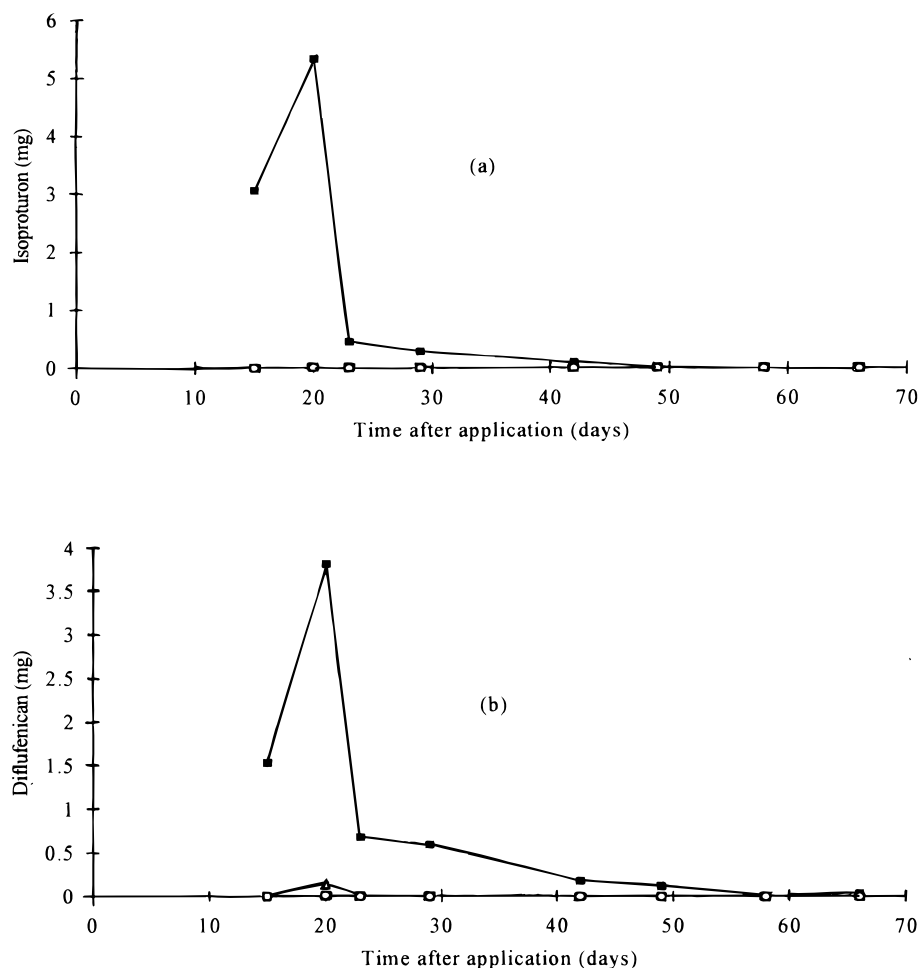 6
5
4
3
2
1
0
Isoproturon (mg)
(a)
0 10 20 30 40 50 60 70
Time after application (days)
4
3.5
3
2.5
2
1.5
1
0.5
0
Diflufenican (mg)
(b)
0 10 20 30 40 50 60 70
Time after application (days)